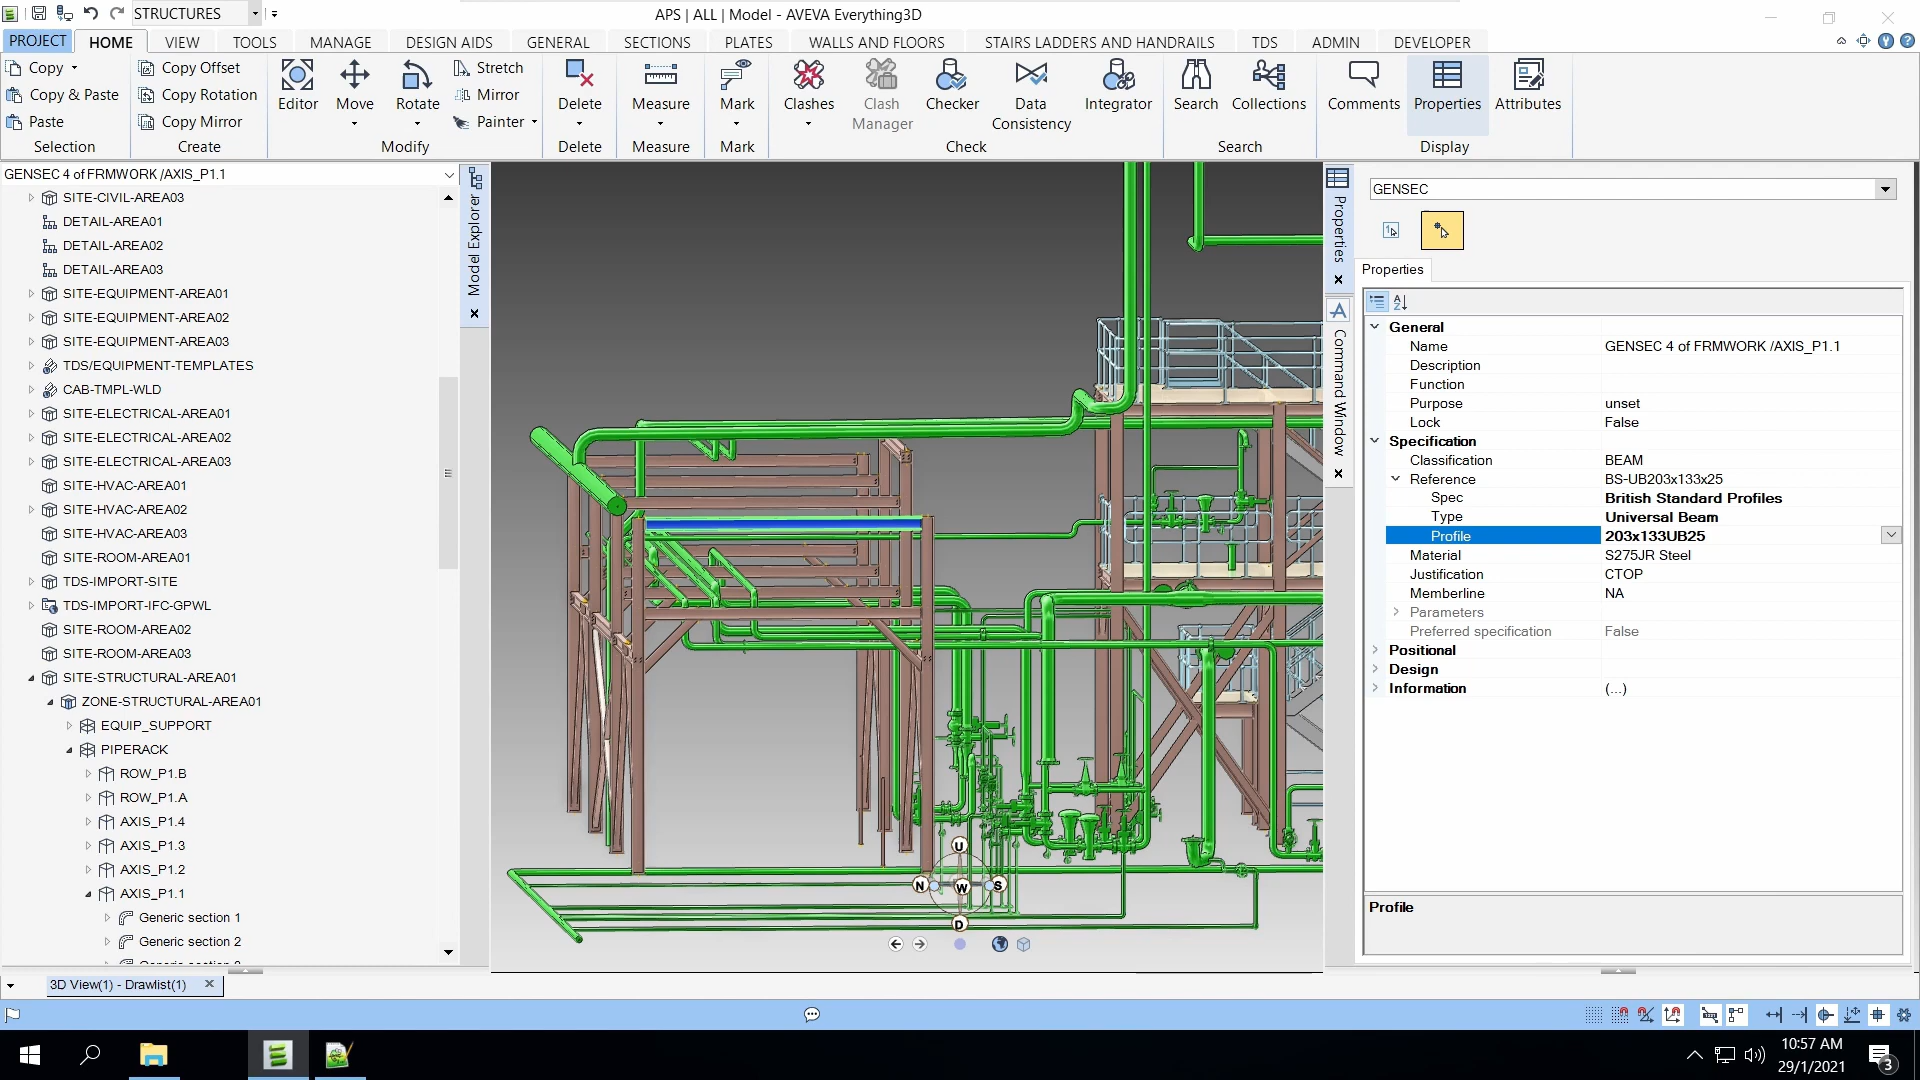 STRUCTURES
APS | ALL | Model - AVEVA Everything3D
PROJECT HOME VIEW TOOLS MANAGE DESIGN AIDS GENERAL SECTIONS PLATES WALLS AND FLOORS STAIRS LADDERS AND HANDRAILS TDS ADMIN DEVELOPER
Copy
Copy & Paste
Paste
Selection
Copy Offset
Copy Rotation
Copy Mirror
Create
Editor
Move
Rotate
Stretch
Mirror
Painter
Modify
Delete
Delete
Measure
Measure
Mark
Mark
Clashes
Clash
Manager
Checker
Data
Consistency
Integrator
Check
Search
Collections
Search
Comments
Properties
Attributes
Display
GENSEC 4 of FRMWORK /AXIS_P1.1
SITE-CIVIL-AREA03
DETAIL-AREA01
DETAIL-AREA02
DETAIL-AREA03
SITE-EQUIPMENT-AREA01
SITE-EQUIPMENT-AREA02
SITE-EQUIPMENT-AREA03
TDS/EQUIPMENT-TEMPLATES
CAB-TMPL-WLD
SITE-ELECTRICAL-AREA01
SITE-ELECTRICAL-AREA02
SITE-ELECTRICAL-AREA03
SITE-HVAC-AREA01
SITE-HVAC-AREA02
SITE-HVAC-AREA03
SITE-ROOM-AREA01
TDS-IMPORT-SITE
TDS-IMPORT-IFC-GPWL
SITE-ROOM-AREA02
SITE-ROOM-AREA03
SITE-STRUCTURAL-AREA01
ZONE-STRUCTURAL-AREA01
EQUIP_SUPPORT
PIPERACK
ROW_P1.B
ROW_P1.A
AXIS_P1.4
AXIS_P1.3
AXIS_P1.2
AXIS_P1.1
Generic section 1
Generic section 2
Model Explorer
U
N W S
D
Properties
Command Window
GENSEC
Properties
General
Name GENSEC 4 of FRMWORK /AXIS_P1.1
Description
Function
Purpose unset
Lock False
Specification
Classification BEAM
Reference BS-UB203x133x25
Spec British Standard Profiles
Type Universal Beam
Profile 203x133UB25
Material S275JR Steel
Justification CTOP
Memberline NA
Parameters
Preferred specification False
Positional
Design
Information (...)
Profile
3D View(1) - Drawlist(1)
10:57 AM
29/1/2021
3